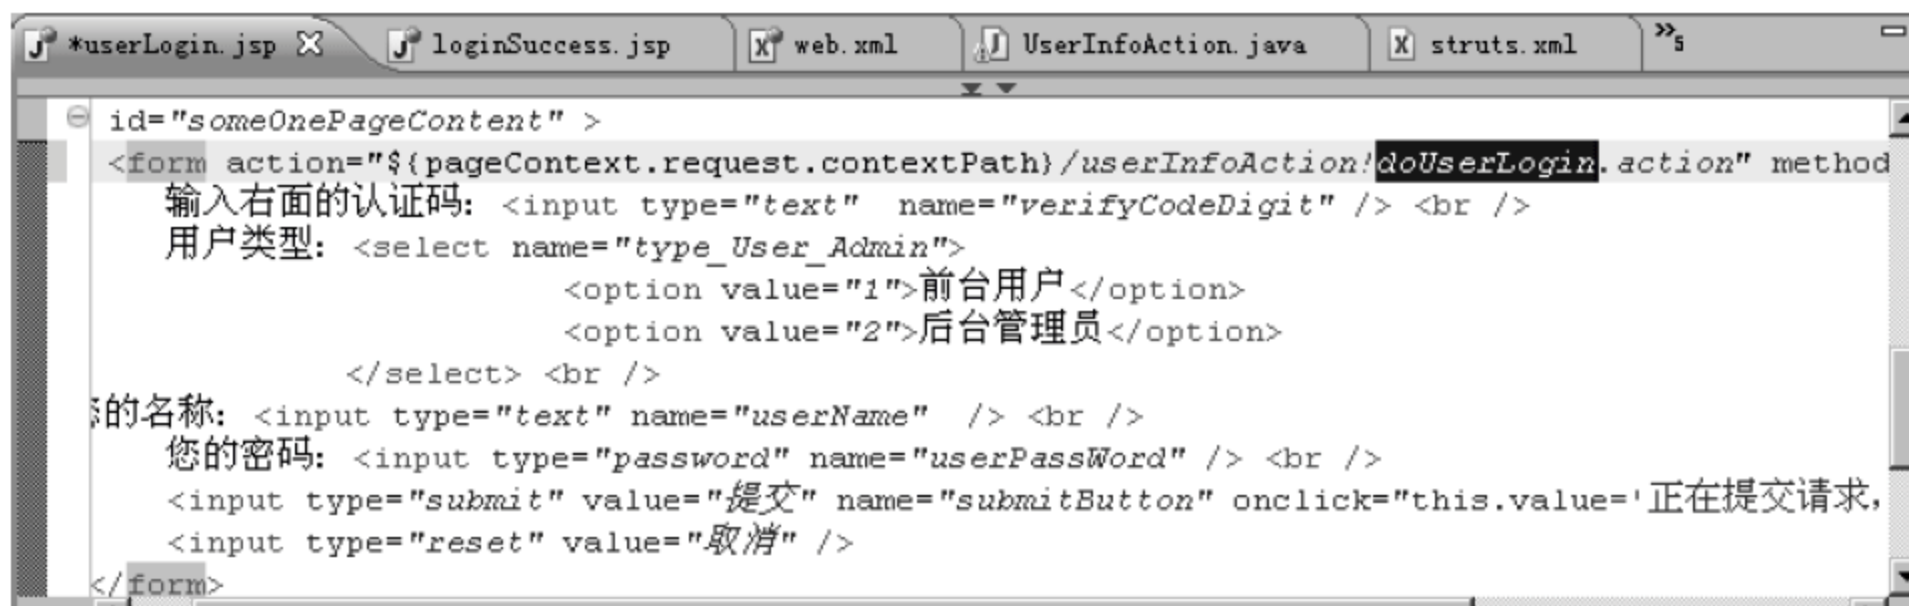 *userLogin.jsp loginSuccess.jsp web.xml UserInfoAction.java struts.xml »5
id="someOnePageContent" >
<form action="${pageContext.request.contextPath}/userInfoAction!doUserLogin.action" method
输入右面的认证码: <input type="text"  name="verifyCodeDigit" /> <br />
用户类型: <select name="type_User_Admin">
<option value="1">前台用户</option>
<option value="2">后台管理员</option>
</select> <br />
的名称: <input type="text" name="userName"  /> <br />
您的密码: <input type="password" name="userPassWord" /> <br />
<input type="submit" value="提交" name="submitButton" onclick="this.value='正在提交请求,
<input type="reset" value="取消" />
</form>